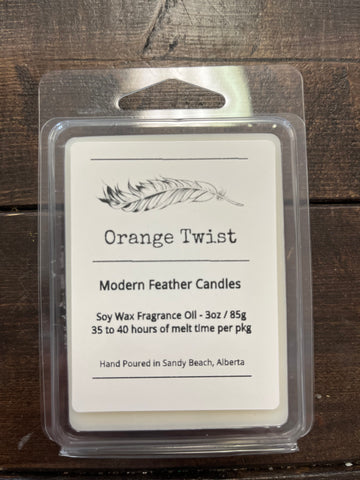 Orange Twist
Modern Feather Candles
Soy Wax Fragrance Oil - 3oz / 85g
35 to 40 hours of melt time per pkg
Hand Poured in Sandy Beach, Alberta